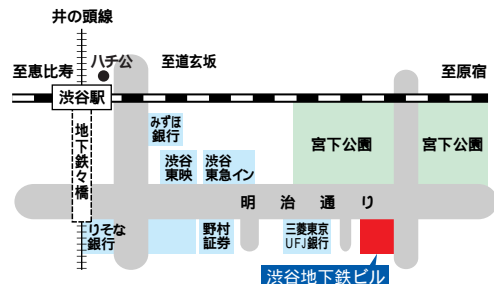 井の頭線
ハチ公
至恵比寿
至道玄坂
至原宿
渋谷駅
みずほ
銀行
地下鉄々橋
渋谷
東映
渋谷
東急イン
宮下公園
宮下公園
明治通り
りそな
銀行
野村
証券
三菱東京
UFJ銀行
渋谷地下鉄ビル